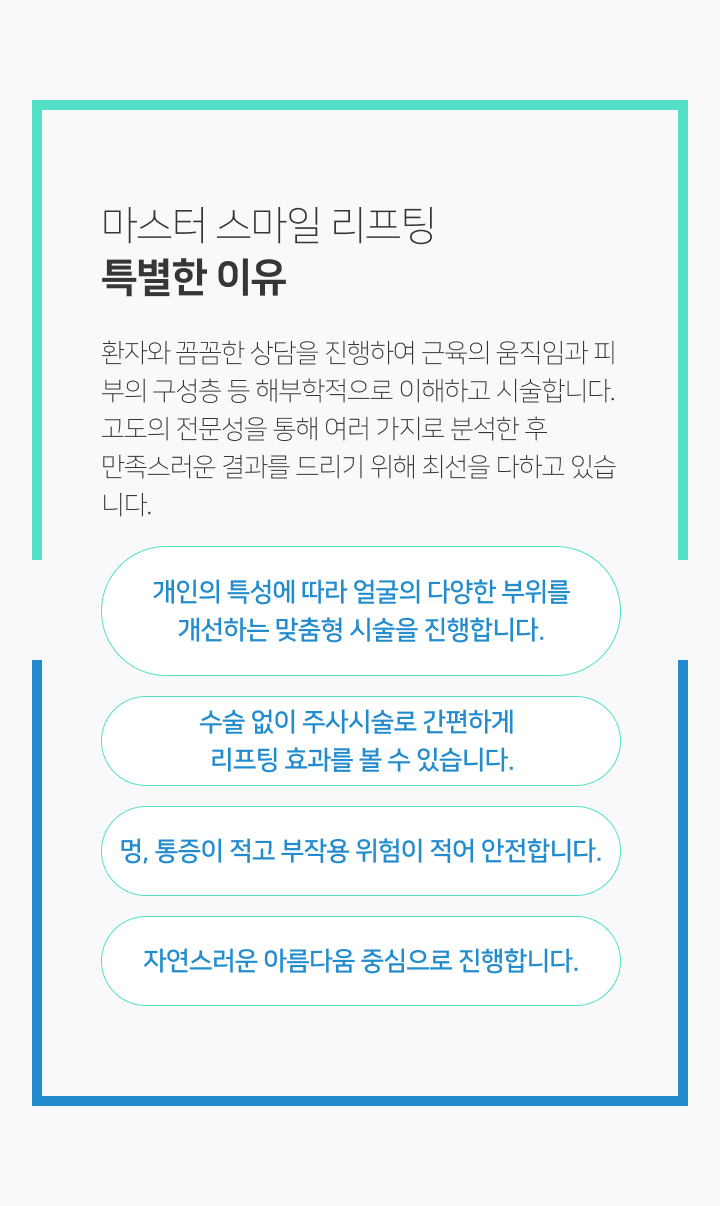 마스터 스마일 리프팅
특별한 이유
환자와 꼼꼼한 상담을 진행하여 근육의 움직임과 피
부의 구성층 등 해부학적으로 이해하고 시술합니다.
고도의 전문성을 통해 여러 가지로 분석한 후
만족스러운 결과를 드리기 위해 최선을 다하고 있습
니다.
개인의 특성에 따라 얼굴의 다양한 부위를
개선하는 맞춤형 시술을 진행합니다.
수술 없이 주사시술로 간편하게
리프팅 효과를 볼 수 있습니다.
멍, 통증이 적고 부작용 위험이 적어 안전합니다.
자연스러운 아름다움 중심으로 진행합니다.